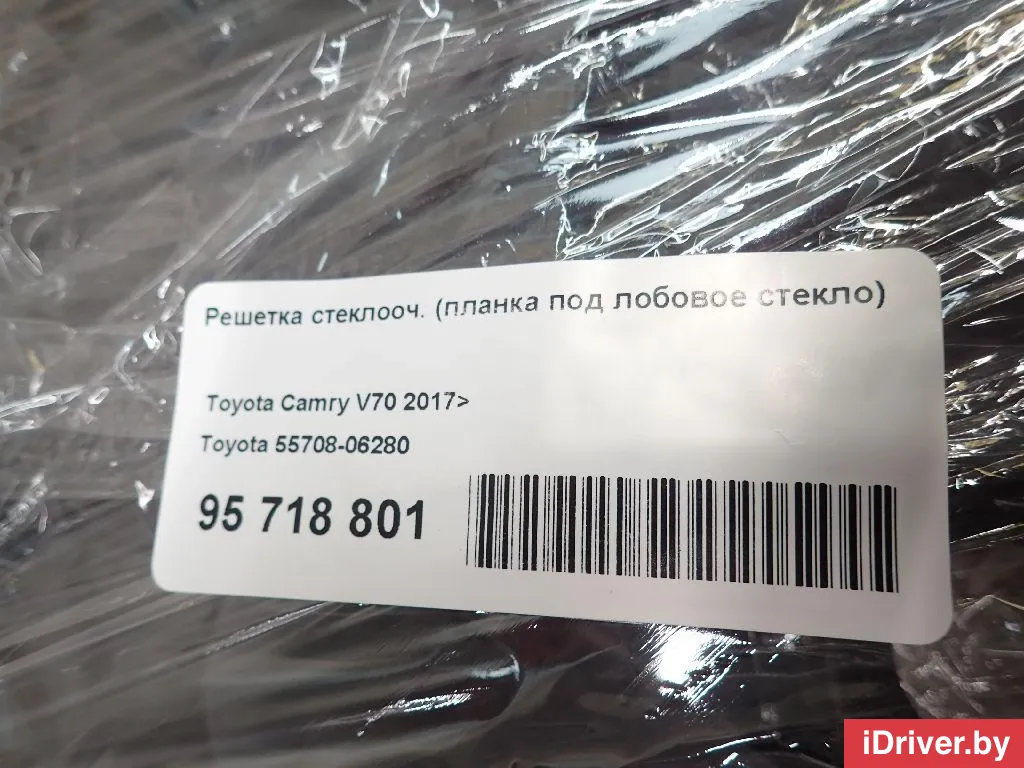 Решетка стеклооч. (планка под лобовое стекло)
Toyota Camry V70 2017>
Toyota 55708-06280
95 718 801
iDriver.by